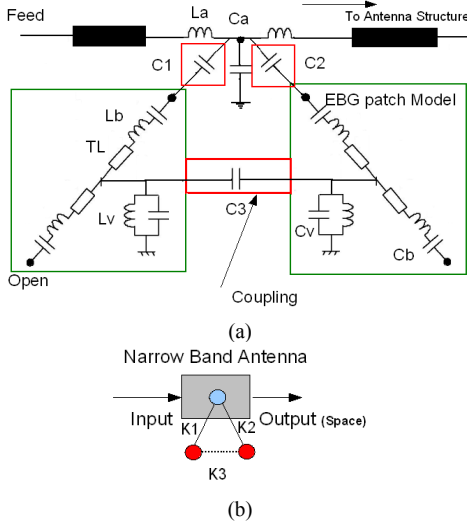 Feed
La
Ca
To Antenna Structure
C1
C2
Lb
EBG patch Model
TL
C3
Lv
Cv
Cb
Open
Coupling
(a)
Narrow Band Antenna
Input
Output (Space)
K1
K2
K3
(b)